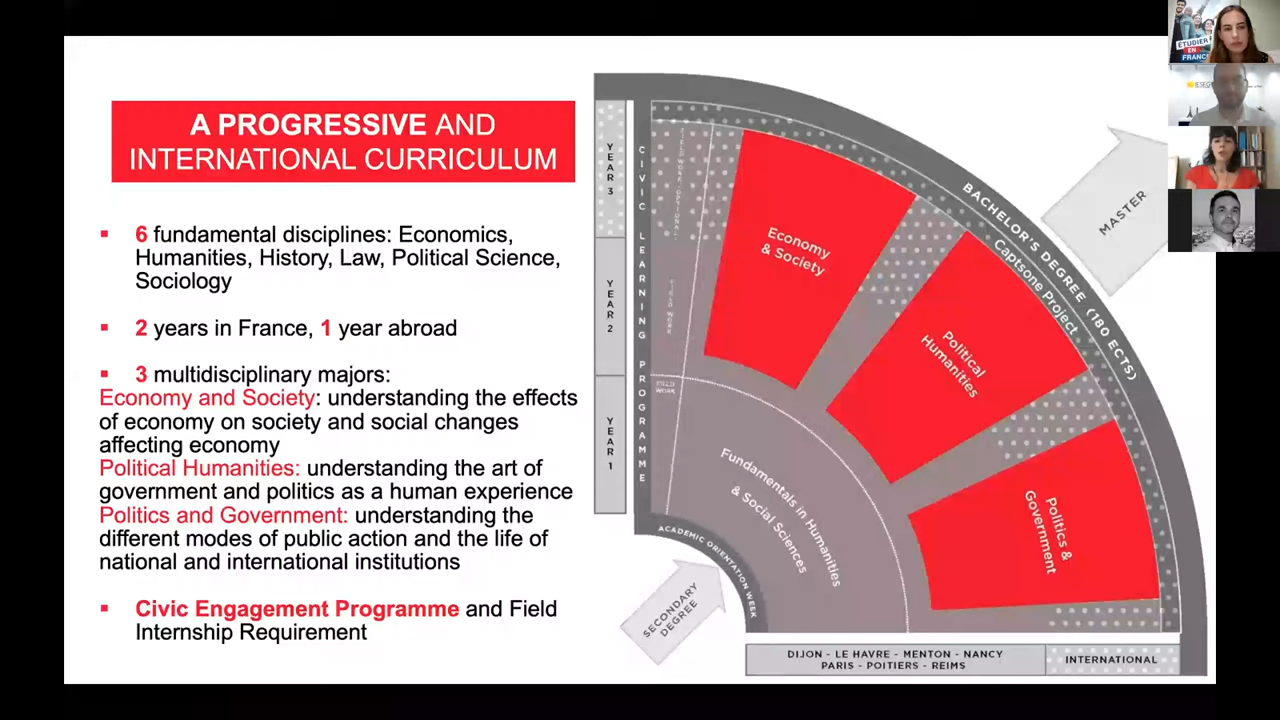 A PROGRESSIVE AND
INTERNATIONAL CURRICULUM
6 fundamental disciplines: Economics,
Humanities, History, Law, Political Science,
Sociology
2 years in France, 1 year abroad
3 multidisciplinary majors:
Economy and Society: understanding the effects
of economy on society and social changes
affecting economy
Political Humanities: understanding the art of
government and politics as a human experience
Politics and Government: understanding the
different modes of public action and the life of
national and international institutions
Civic Engagement Programme and Field
Internship Requirement
YEAR 3
YEAR 2
YEAR 1
CIVIC LEARNING PROGRAMME
FIELD WORK
FIELD
WORK
Economy
& Society
Political
Humanities
Politics &
Government
BACHELOR'S DEGREE (180 ECTS)
Captsone Project
MASTER
Fundamentals in Humanities
& Social Sciences
ACADEMIC ORIENTATION WEEK
SECONDARY
DEGREE
DIJON - LE HAVRE - MENTON - NANCY
PARIS - POITIERS - REIMS
INTERNATIONAL
ÉTUDIER
EN
FRANCE